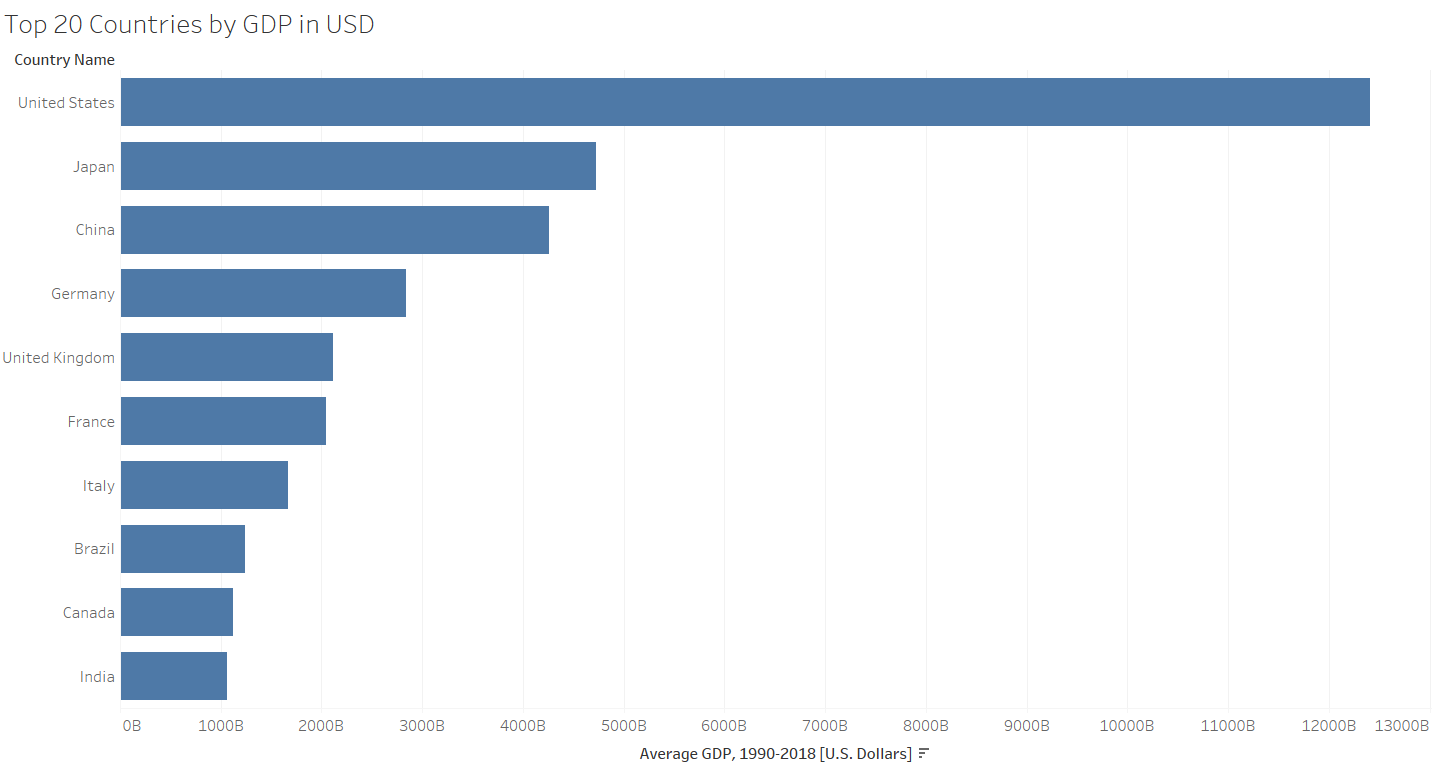 Top 20 Countries by GDP in USD
Country Name
United States
Japan
China
Germany
United Kingdom
France
Italy
Brazil
Canada
India
0B 1000B 2000B 3000B 4000B 5000B 6000B 7000B 8000B 9000B 10000B 11000B 12000B 13000B
Average GDP, 1990-2018 [U.S. Dollars]